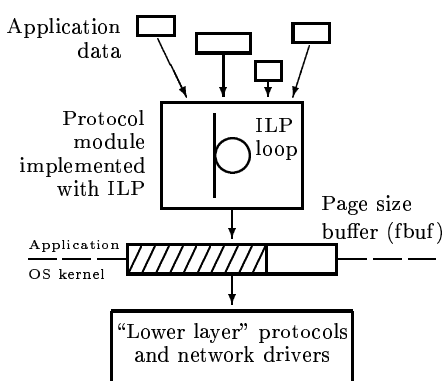 Application
data
Protocol
module
implemented
with ILP
ILP
loop
Page size
buffer (fbuf)
Application
OS kernel
“Lower layer” protocols
and network drivers